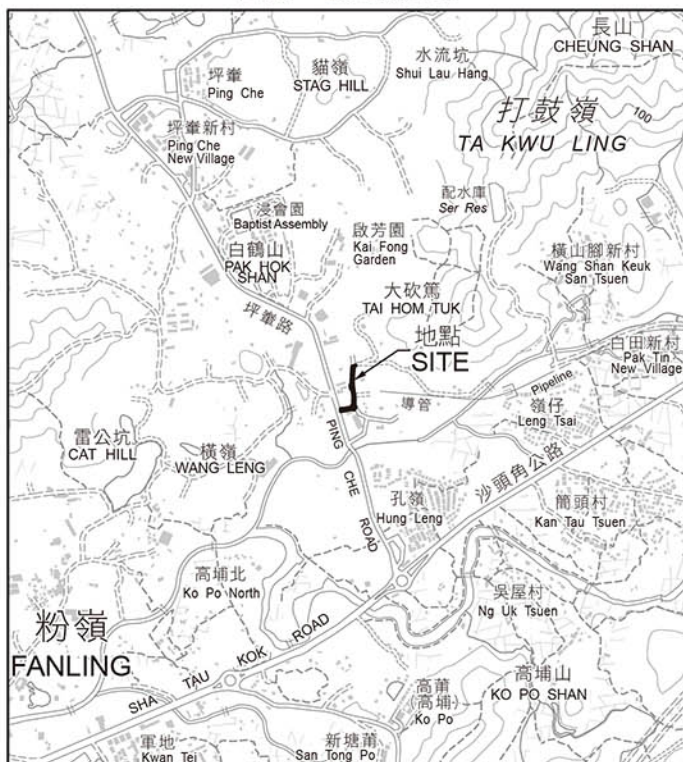 長山
CHEUNG SHAN
水流坑
Shui Lau Hang
貓嶺
STAG HILL
坪輋
Ping Che
打鼓嶺
TA KWU LING
100
坪輋新村
Ping Che
New Village
配水庫
Ser Res
浸會園
Baptist Assembly
啟芳園
Kai Fong
Garden
橫山腳新村
Wang Shan Keuk
San Tsuen
白鶴山
PAK HOK
SHAN
大砍篤
TAI HOM TUK
坪輋路
地點
SITE
白田新村
Pak Tin
New Village
Pipeline
導管
嶺仔
Leng Tsai
雷公坑
CAT HILL
橫嶺
WANG LENG
PING CHE ROAD
沙頭角公路
孔嶺
Hung Leng
簡頭村
Kan Tau Tsuen
高埔北
Ko Po North
吳屋村
Ng Uk Tsuen
粉嶺
FANLING
SHA TAU KOK ROAD
高莆
(高埔)
Ko Po
高埔山
KO PO SHAN
軍地
Kwan Tei
新塘莆
San Tong Po